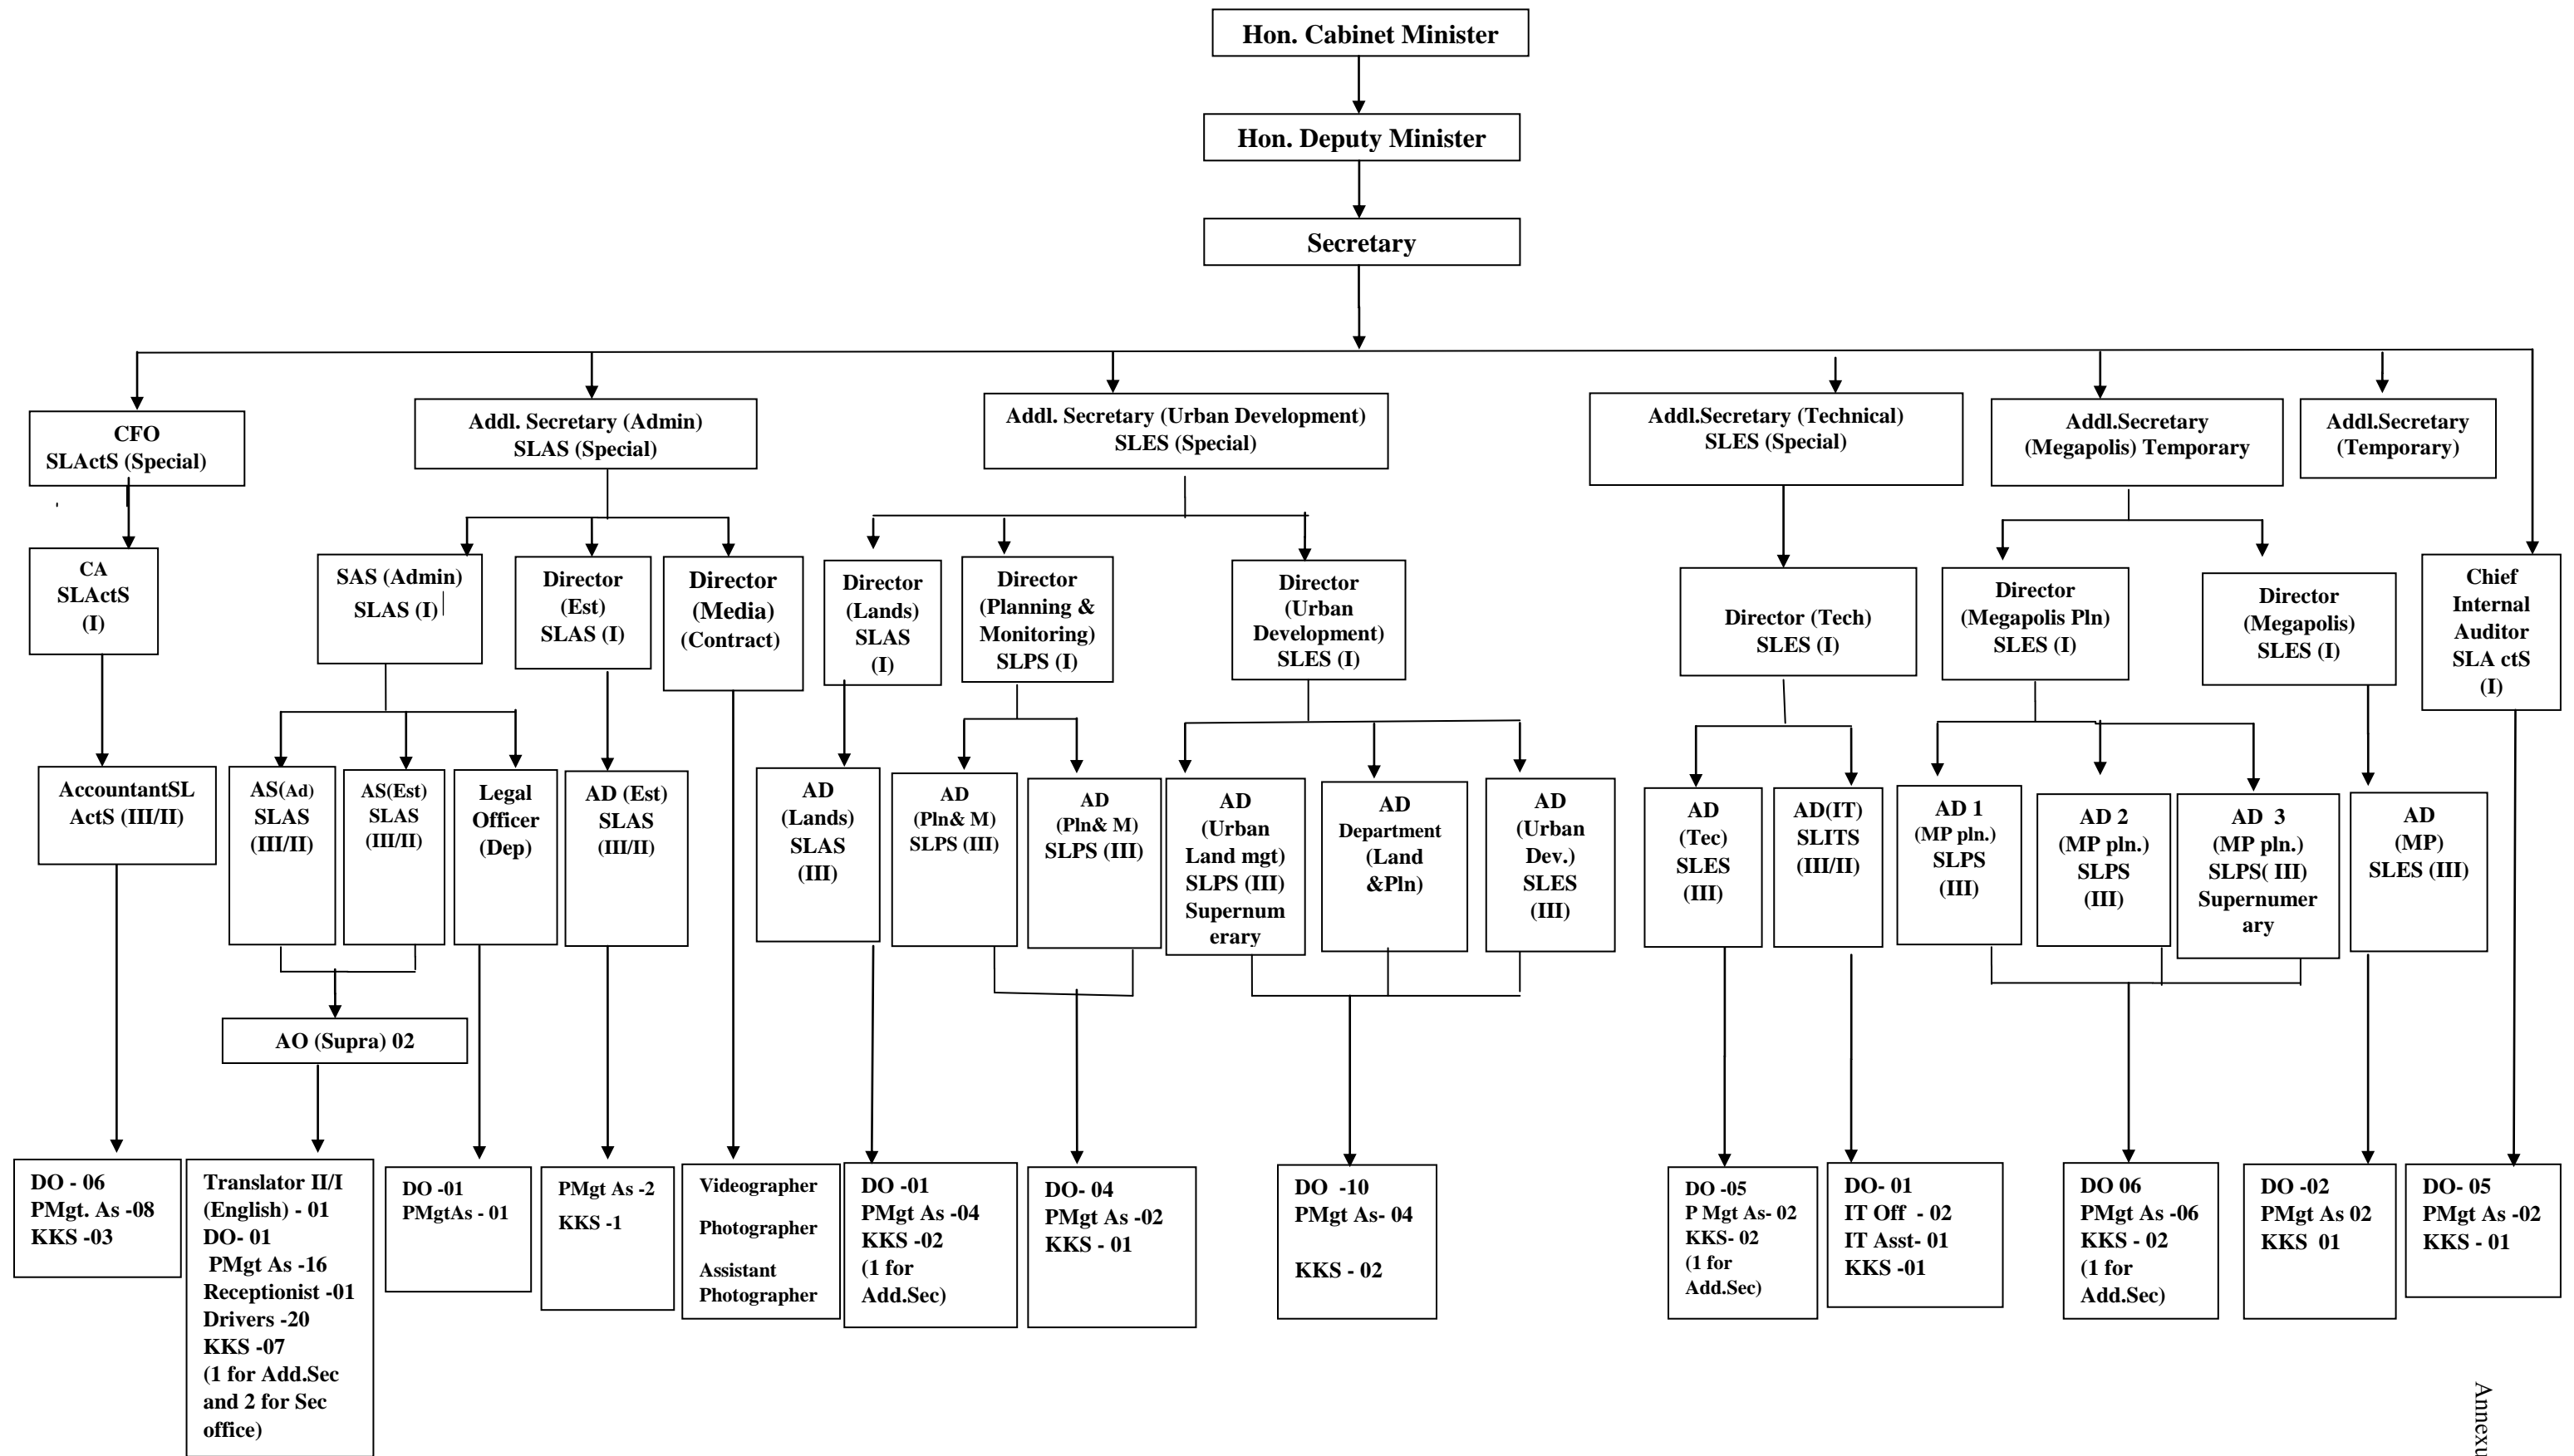 Hon. Cabinet Minister
Hon. Deputy Minister
Secretary
CFO
SLActS (Special)
Addl. Secretary (Admin)
SLAS (Special)
Addl. Secretary (Urban Development)
SLES (Special)
Addl.Secretary (Technical)
SLES (Special)
Addl.Secretary
(Megapolis) Temporary
Addl.Secretary
(Temporary)
CA
SLActS
(I)
SAS (Admin)
SLAS (I)
Director
(Est)
SLAS (I)
Director
(Media)
(Contract)
Director
(Lands)
SLAS
(I)
Director
(Planning &
Monitoring)
SLPS (I)
Director
(Urban
Development)
SLES (I)
Director (Tech)
SLES (I)
Director
(Megapolis Pln)
SLES (I)
Director
(Megapolis)
SLES (I)
Chief
Internal
Auditor
SLA ctS
(I)
AccountantSL
ActS (III/II)
AS(Ad)
SLAS
(III/II)
AS(Est)
SLAS
(III/II)
Legal
Officer
(Dep)
AD (Est)
SLAS
(III/II)
AD
(Lands)
SLAS
(III)
AD
(Pln& M)
SLPS (III)
AD
(Pln& M)
SLPS (III)
AD
(Urban
Land mgt)
SLPS (III)
Supernum
erary
AD
Department
(Land
&Pln)
AD
(Urban
Dev.)
SLES
(III)
AD
(Tec)
SLES
(III)
AD(IT)
SLITS
(III/II)
AD 1
(MP pln.)
SLPS
(III)
AD 2
(MP pln.)
SLPS
(III)
AD 3
(MP pln.)
SLPS( III)
Supernumer
ary
AD
(MP)
SLES (III)
AO (Supra) 02
DO - 06
PMgt. As -08
KKS -03
Translator II/I
(English) - 01
DO- 01
PMgt As -16
Receptionist -01
Drivers -20
KKS -07
(1 for Add.Sec
and 2 for Sec
office)
DO -01
PMgtAs - 01
PMgt As -2
KKS -1
Videographer
Photographer
Assistant
Photographer
DO -01
PMgt As -04
KKS -02
(1 for
Add.Sec)
DO- 04
PMgt As -02
KKS - 01
DO -10
PMgt As- 04
KKS - 02
DO -05
P Mgt As- 02
KKS- 02
(1 for
Add.Sec)
DO- 01
IT Off - 02
IT Asst- 01
KKS -01
DO 06
PMgt As -06
KKS - 02
(1 for
Add.Sec)
DO -02
PMgt As 02
KKS 01
DO- 05
PMgt As -02
KKS - 01
Annexu